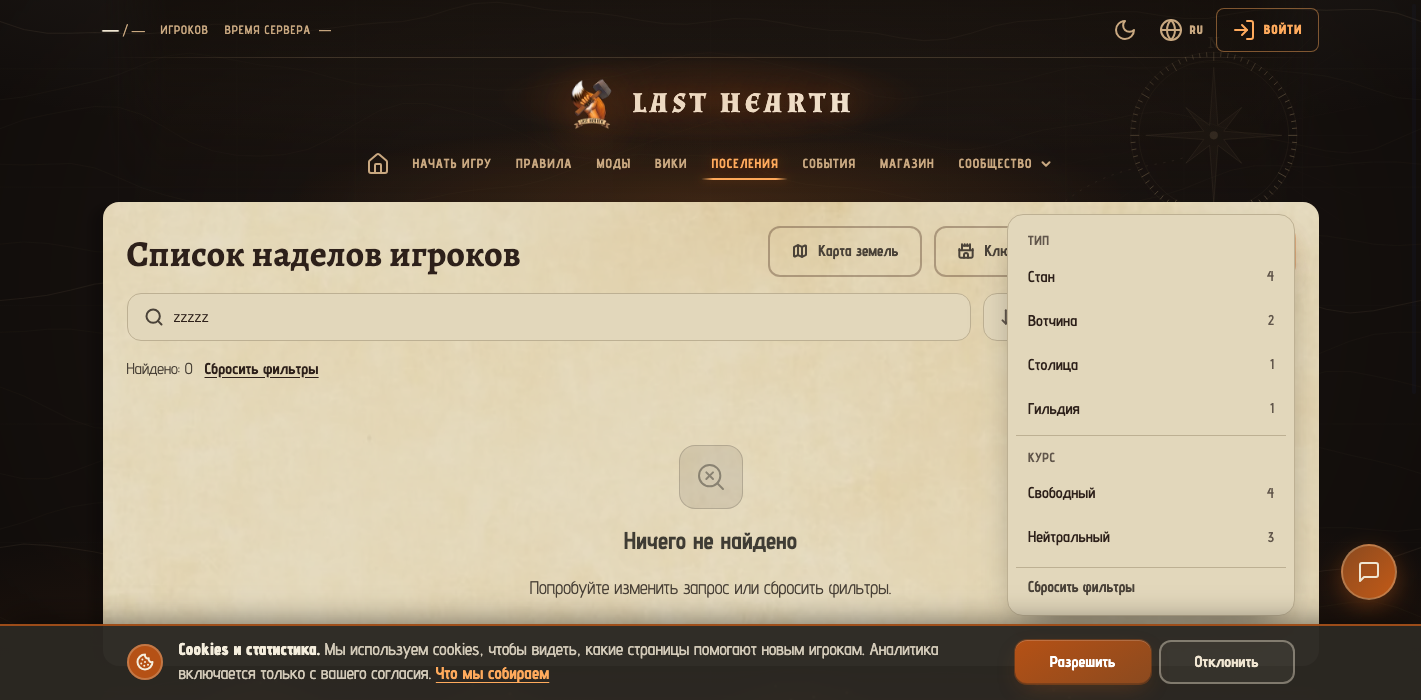 — / — ИГРОКОВ ВРЕМЯ СЕРВЕРА —
RU
ВОЙТИ
LAST HEARTH
НАЧАТЬ ИГРУ ПРАВИЛА МОДЫ ВИКИ ПОСЕЛЕНИЯ СОБЫТИЯ МАГАЗИН СООБЩЕСТВО
Список наделов игроков
Карта земель
zzzzz
Найдено: 0 Сбросить фильтры
Ничего не найдено
Попробуйте изменить запрос или сбросить фильтры.
ТИП
Стан 4
Вотчина 2
Столица 1
Гильдия 1
КУРС
Свободный 4
Нейтральный 3
Сбросить фильтры
Cookies и статистика. Мы используем cookies, чтобы видеть, какие страницы помогают новым игрокам. Аналитика
включается только с вашего согласия. Что мы собираем
Разрешить
Отклонить